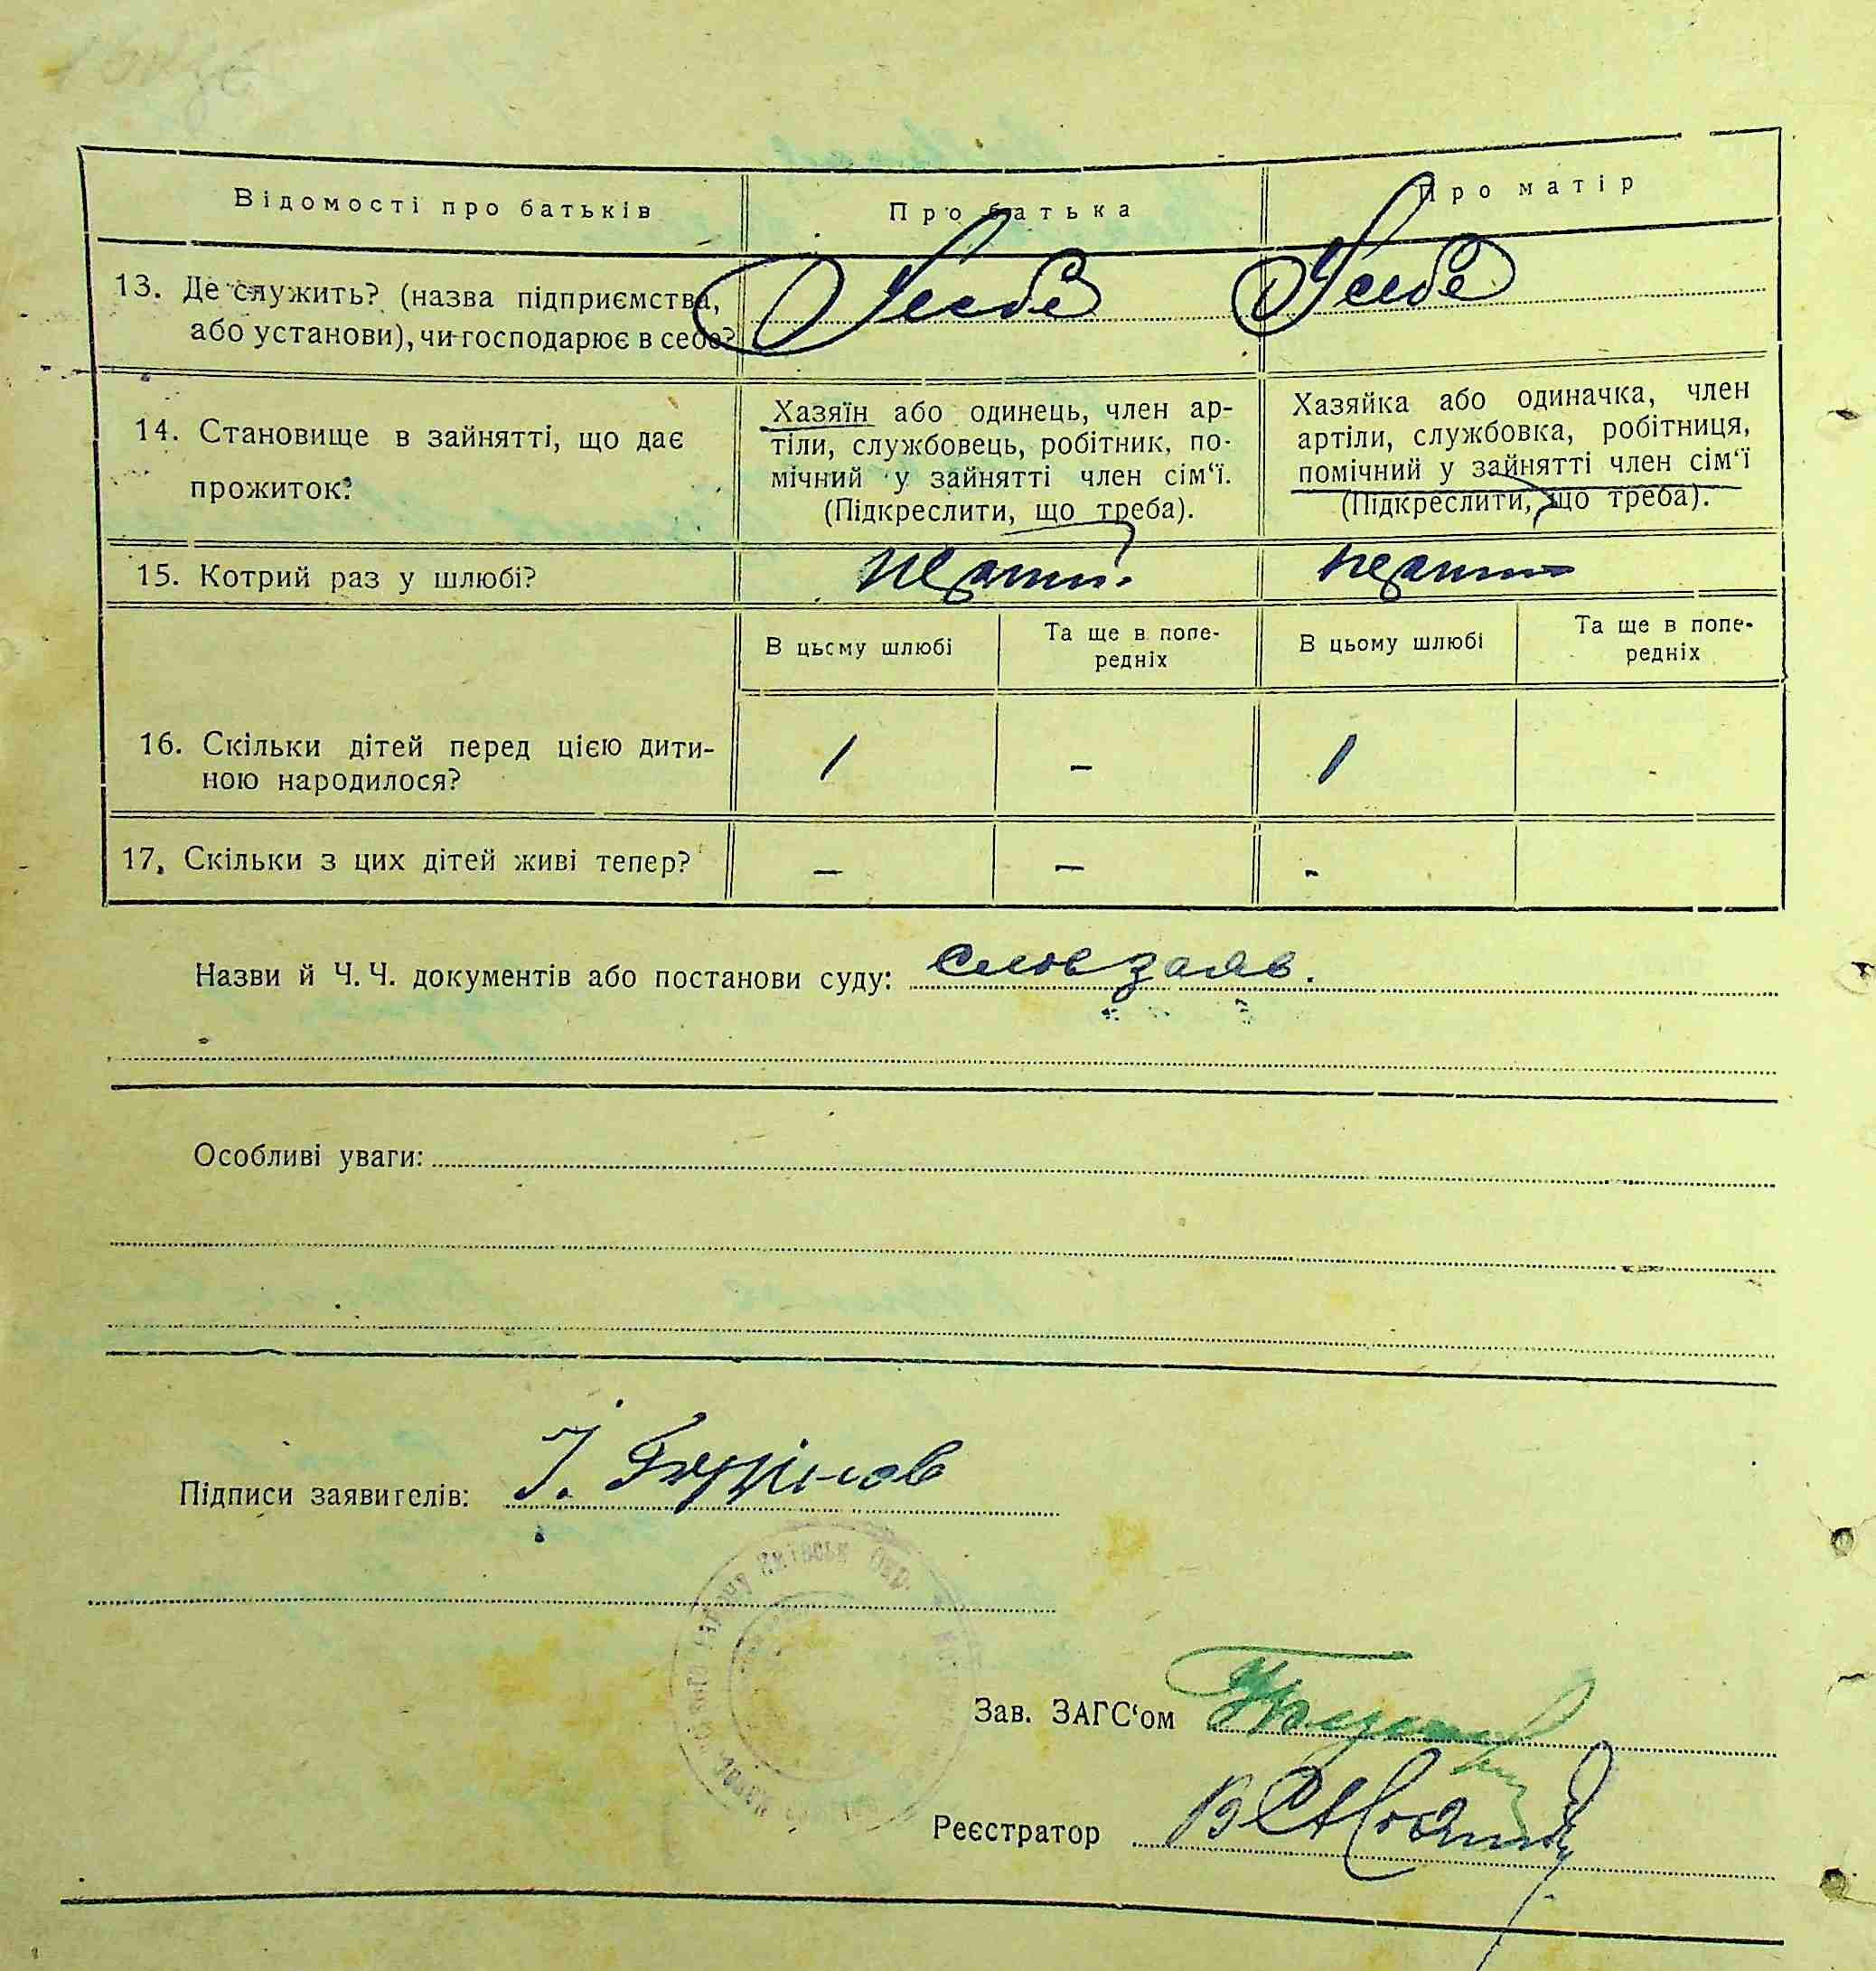 Відомості про батьків
Про батька
Про матір
13. Де служить? (назва підприємства, або установи), чи господарює в себе?
У себе
У себе
14. Становище в зайнятті, що дає прожиток?
Хазяїн або одинець, член ар-
тіли, службовець, робітник, по-
мічний у зайнятті член сім‘ї.
(Підкреслити, що треба).
Хазяйка або одиначка, член
артіли, службовка, робітниця,
помічний у зайнятті член сім‘ї
(Підкреслити, що треба).
15. Котрий раз у шлюбі?
В цьому шлюбі
Та ще в попе-
редніх
В цьому шлюбі
Та ще в попе-
редніх
16. Скільки дітей перед цією дити-
ною народилося?
1
–
1
17, Скільки з цих дітей живі тепер?
–
–
-
Назви й Ч. Ч. документів або постанови суду: слов заяв.
Особливі уваги:
Підписи заявителів: І.
Зав. ЗАГС‘ом
Реєстратор